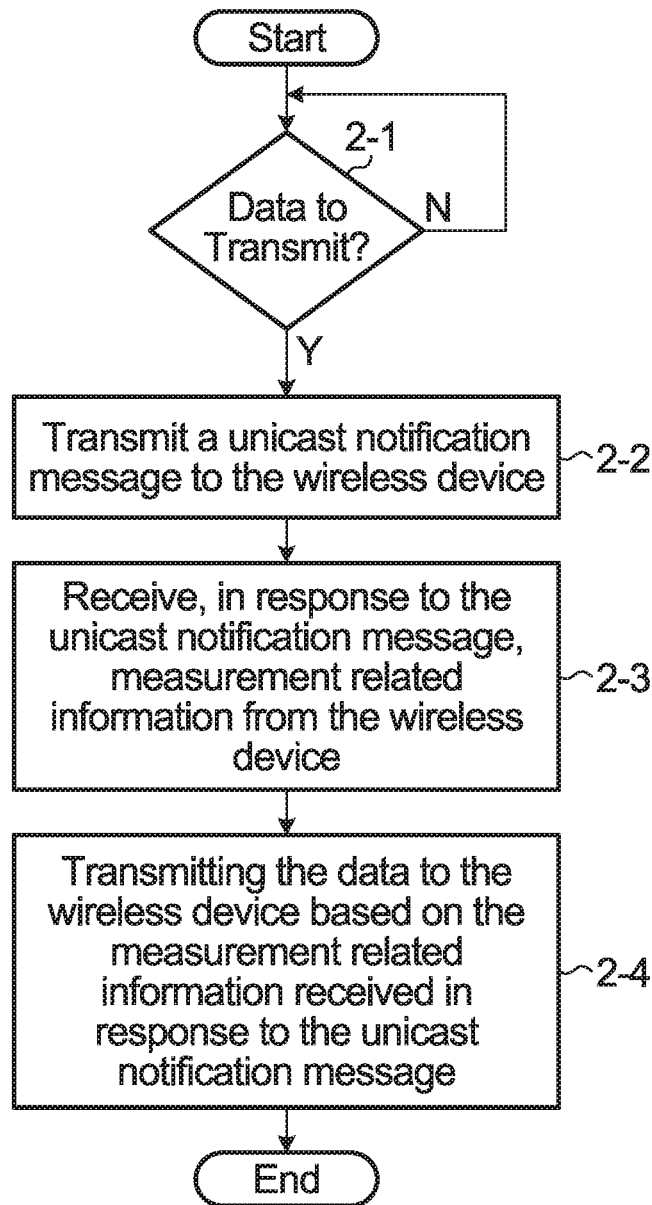 Start
2-1
Data to
Transmit?
N
Y
Transmit a unicast notification
message to the wireless device
2-2
Receive, in response to the
unicast notification message,
measurement related
information from the wireless
device
2-3
Transmitting the data to the
wireless device based on the
measurement related
information received in
response to the unicast
notification message
2-4
End